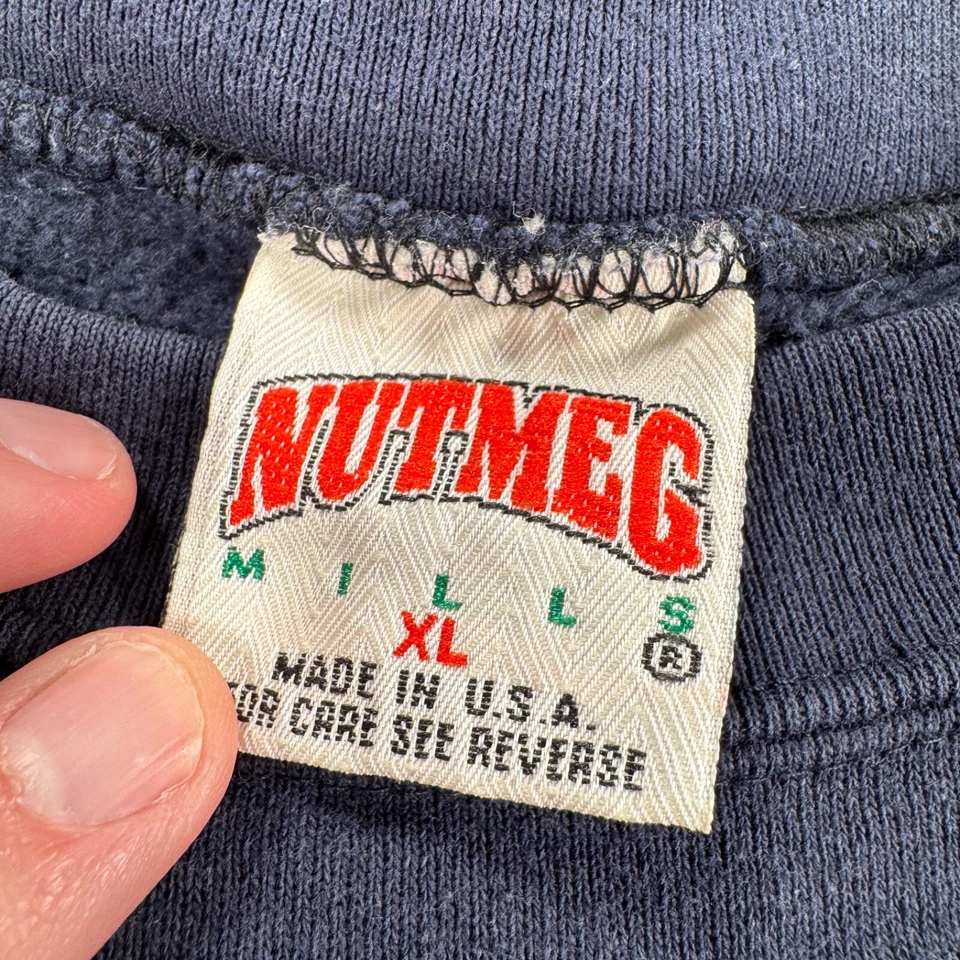 NUTMEG
MILLS
XL
®
MADE IN U.S.A.
FOR CARE SEE REVERSE